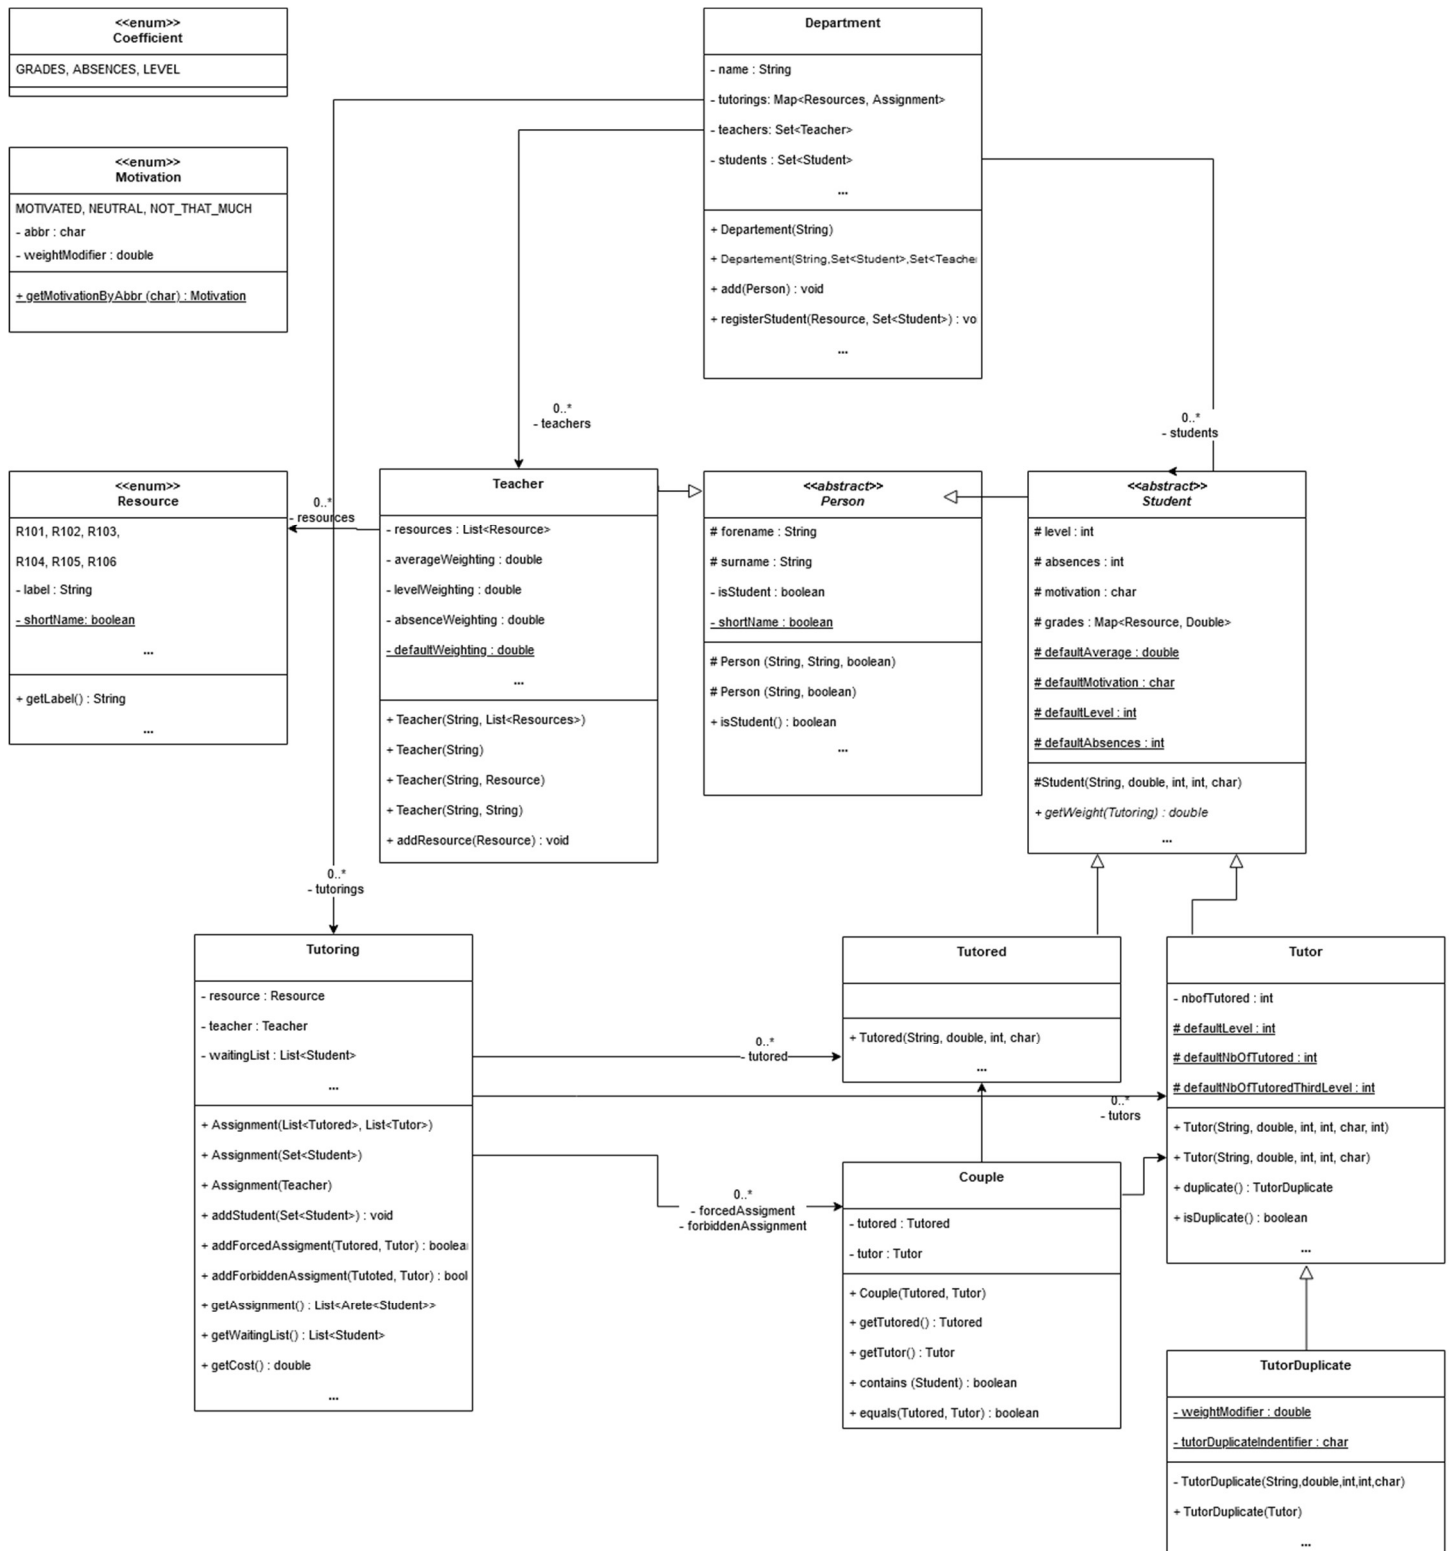 <<enum>>
Coefficient
GRADES, ABSENCES, LEVEL
<<enum>>
Motivation
MOTIVATED, NEUTRAL, NOT_THAT_MUCH
- abbr : char
- weightModifier : double
+ getMotivationByAbbr (char) : Motivation
Department
- name : String
- tutorings: Map<Resources, Assignment>
- teachers: Set<Teacher>
- students : Set<Student>
...
+ Departement(String)
+ Departement(String,Set<Student>,Set<Teache
+ add(Person) : void
+ registerStudent(Resource, Set<Student>) : vo
...
0..*
- teachers
0..*
- students
<<enum>>
Resource
R101, R102, R103,
R104, R105, R106
- label : String
- shortName: boolean
...
+ getLabel() : String
...
0..*
- resources
Teacher
- resources : List<Resource>
- averageWeighting : double
- levelWeighting : double
- absenceWeighting : double
- defaultWeighting : double
...
+ Teacher(String, List<Resources>)
+ Teacher(String)
+ Teacher(String, Resource)
+ Teacher(String, String)
+ addResource(Resource) : void
<<abstract>>
Person
# forename : String
# surname : String
- isStudent : boolean
- shortName : boolean
# Person (String, String, boolean)
# Person (String, boolean)
+ isStudent() : boolean
...
<<abstract>>
Student
# level : int
# absences : int
# motivation : char
# grades : Map<Resource, Double>
# defaultAverage : double
# defaultMotivation : char
# defaultLevel : int
# defaultAbsences : int
#Student(String, double, int, int, char)
+ getWeight(Tutoring) : double
...
0..*
- tutorings
Tutoring
- resource : Resource
- teacher : Teacher
- waitingList : List<Student>
...
+ Assignment(List<Tutored>, List<Tutor>)
+ Assignment(Set<Student>)
+ Assignment(Teacher)
+ addStudent(Set<Student>) : void
+ addForcedAssigment(Tutored, Tutor) : boolea
+ addForbiddenAssigment(Tutoted, Tutor) : bool
+ getAssignment() : List<Arete<Student>>
+ getWaitingList() : List<Student>
+ getCost() : double
...
0..*
- tutored
0..*
- tutors
0..*
- forcedAssigment
- forbiddenAssignment
Tutored
+ Tutored(String, double, int, char)
...
Couple
- tutored : Tutored
- tutor : Tutor
+ Couple(Tutored, Tutor)
+ getTutored() : Tutored
+ getTutor() : Tutor
+ contains (Student) : boolean
+ equals(Tutored, Tutor) : boolean
Tutor
- nbofTutored : int
# defaultLevel : int
# defaultNbOfTutored : int
# defaultNbOfTutoredThirdLevel : int
+ Tutor(String, double, int, int, char, int)
+ Tutor(String, double, int, int, char)
+ duplicate() : TutorDuplicate
+ isDuplicate() : boolean
...
TutorDuplicate
- weightModifier : double
- tutorDuplicateIndentifier : char
- TutorDuplicate(String,double,int,int,char)
+ TutorDuplicate(Tutor)
...